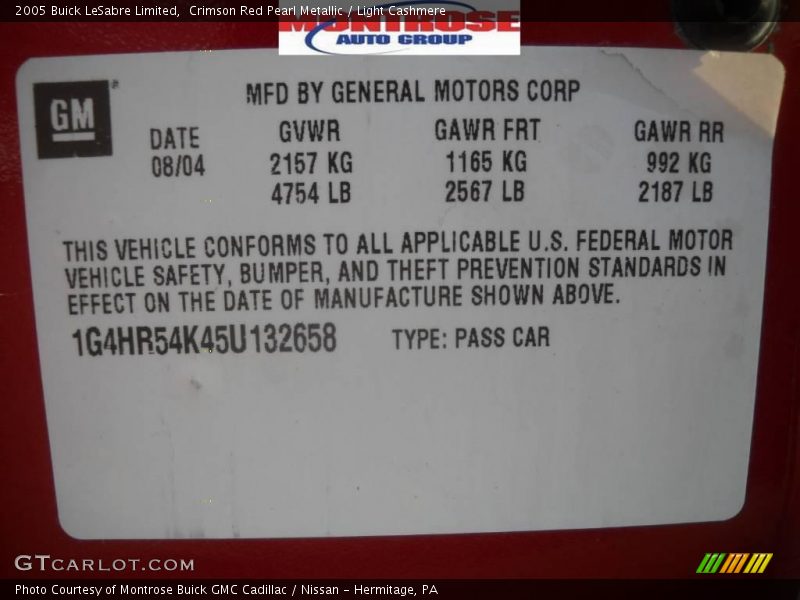 2005 Buick LeSabre Limited,  Crimson Red Pearl Metallic / Light Cashmere
MONTROSE
AUTO GROUP
GM
MFD BY GENERAL MOTORS CORP
DATE GVWR GAWR FRT GAWR RR
08/04 2157 KG 1165 KG 992 KG
4754 LB 2567 LB 2187 LB
THIS VEHICLE CONFORMS TO ALL APPLICABLE U.S. FEDERAL MOTOR
VEHICLE SAFETY, BUMPER, AND THEFT PREVENTION STANDARDS IN
EFFECT ON THE DATE OF MANUFACTURE SHOWN ABOVE.
1G4HR54K45U132658 TYPE: PASS CAR
GTCARLOT.COM
Photo Courtesy of Montrose Buick GMC Cadillac / Nissan - Hermitage, PA